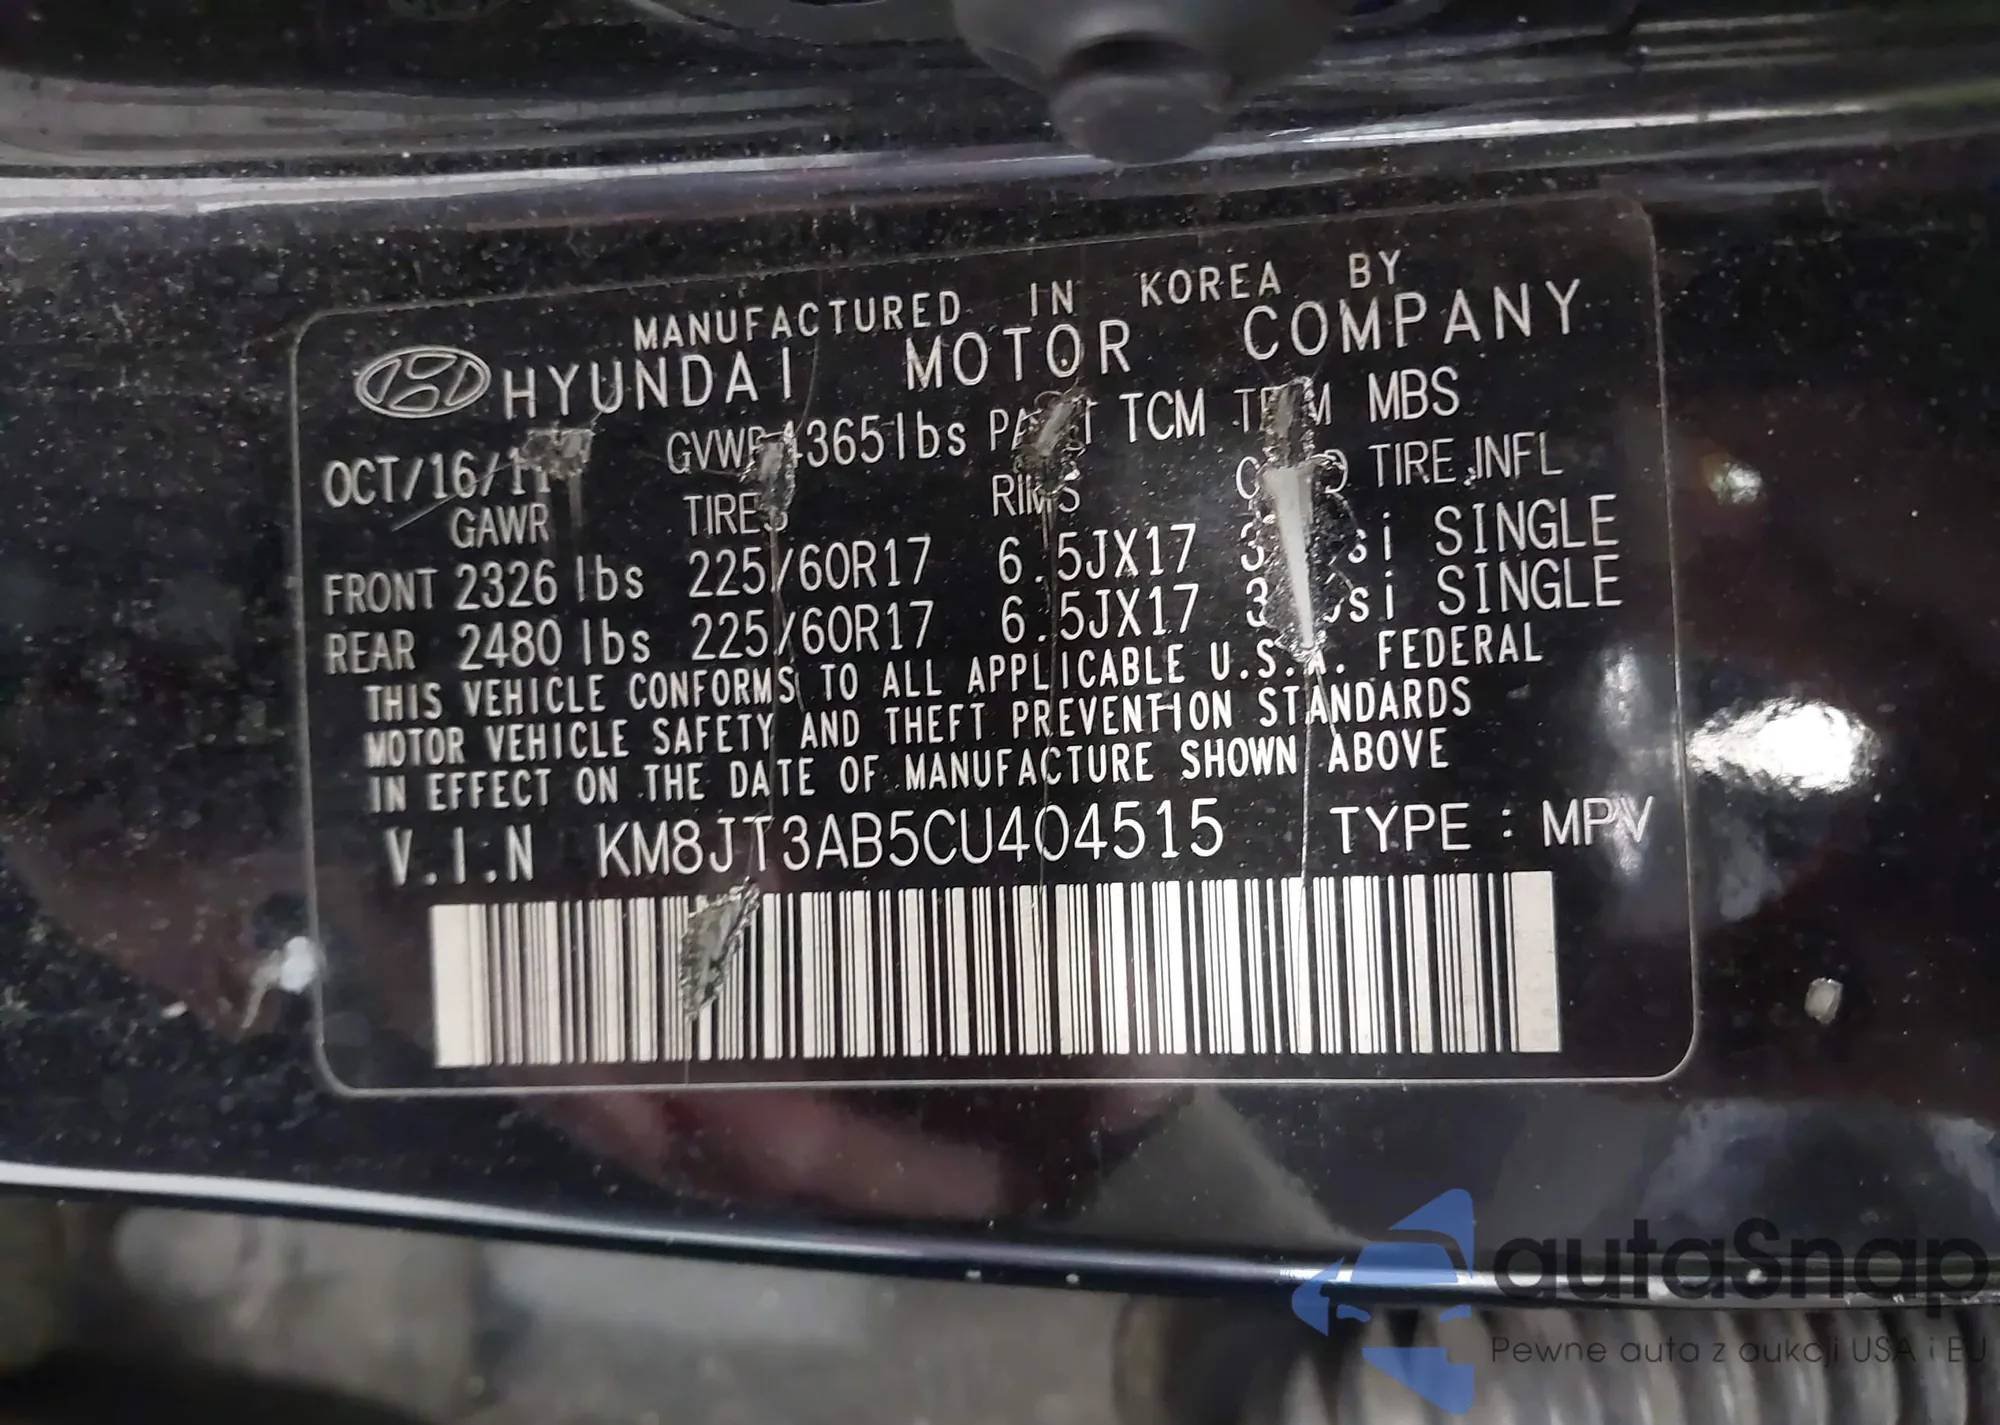 MANUFACTURED IN KOREA BY
HYUNDAI MOTOR COMPANY
OCT/16/11 GVWR 4365lbs TCM MBS
GAWR TIRES RIMS TIRE INFL
FRONT 2326 lbs 225/60R17 6.5JX17 SINGLE
REAR 2480 lbs 225/60R17 6.5JX17 SINGLE
THIS VEHICLE CONFORMS TO ALL APPLICABLE U.S.A. FEDERAL
MOTOR VEHICLE SAFETY AND THEFT PREVENTION STANDARDS
IN EFFECT ON THE DATE OF MANUFACTURE SHOWN ABOVE
V.I.N KM8JT3AB5CU404515 TYPE : MPV
autaSnap
Pewne auta z aukcji USA i EU